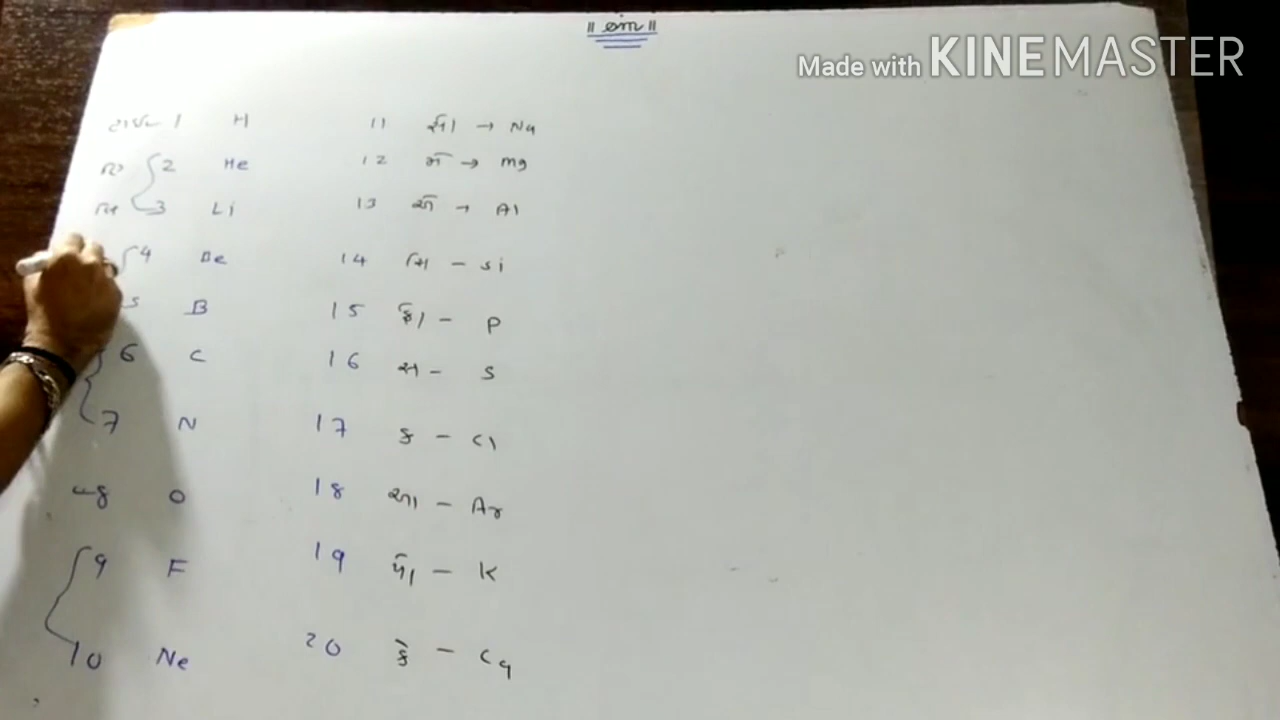 || ૐ ||
Made with KINEMASTER
1 H 11 સૉ → Na
2 He 12 મૅ → Mg
3 Li 13 ઍ → Al
4 Be 14 સિ - Si
5 B 15 ફૉ - P
6 C 16 સ - S
7 N 17 ક - Cl
8 O 18 આ - Ar
9 F 19 પૉ - K
10 Ne 20 કે - Ca